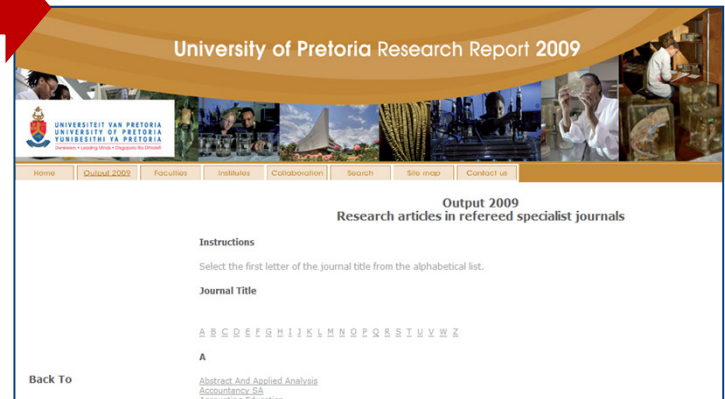 University of Pretoria Research Report 2009
UNIVERSITEIT VAN PRETORIA
UNIVERSITY OF PRETORIA
YUNIBESITHI YA PRETORIA
Home Output 2009 Faculties Institutes Collaboration Search Site map Contact us
Output 2009
Research articles in refereed specialist journals
Instructions
Select the first letter of the journal title from the alphabetical list.
Journal Title
A B C D E F G H I J K L M N O P Q R S T U V W Z
A
Back To
Abstract And Applied Analysis
Accountancy SA
Accounting Education